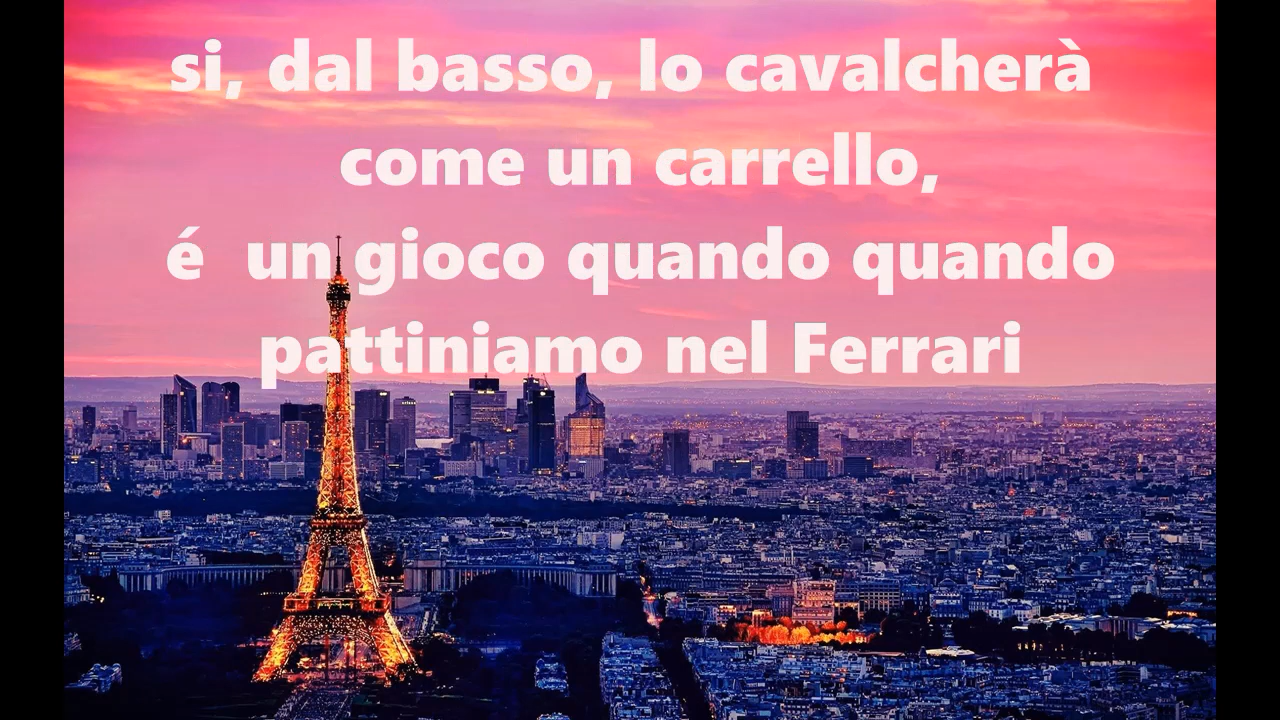 si, dal basso, lo cavalcherà
come un carrello,
é un gioco quando quando
pattiniamo nel Ferrari